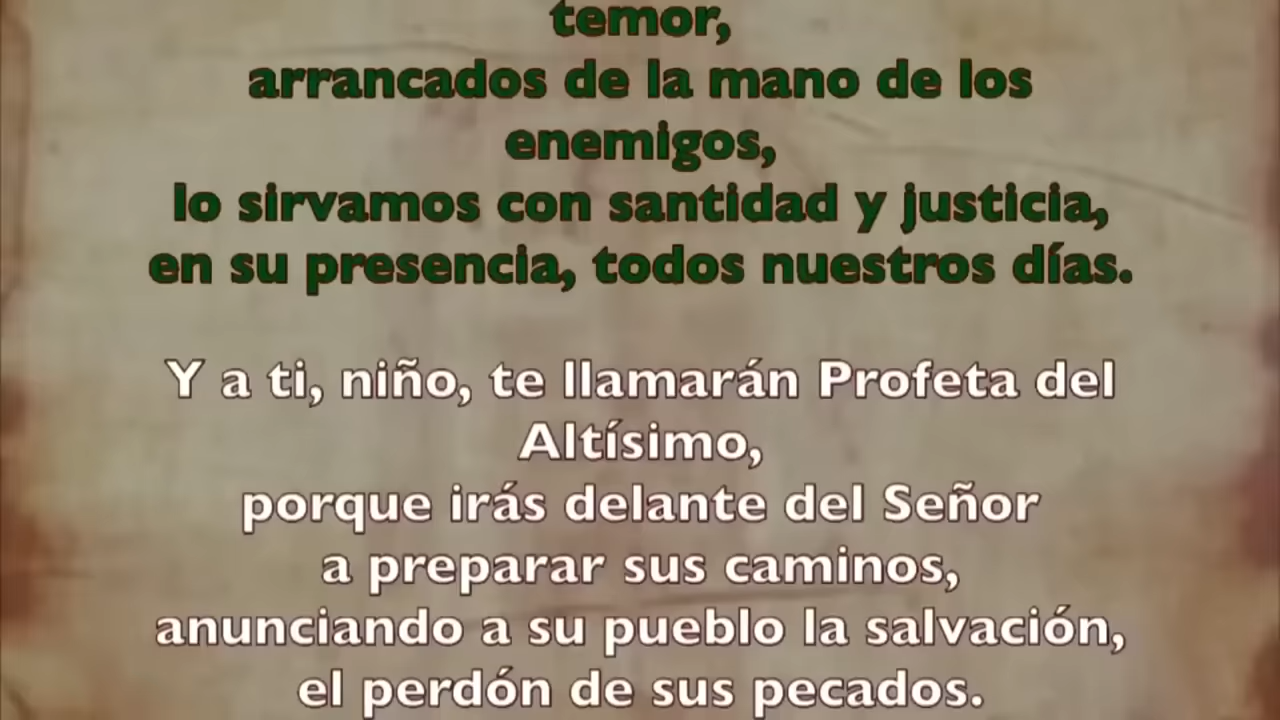 temor,
arrancados de la mano de los
enemigos,
lo sirvamos con santidad y justicia,
en su presencia, todos nuestros días.
Y a ti, niño, te llamarán Profeta del
Altísimo,
porque irás delante del Señor
a preparar sus caminos,
anunciando a su pueblo la salvación,
el perdón de sus pecados.